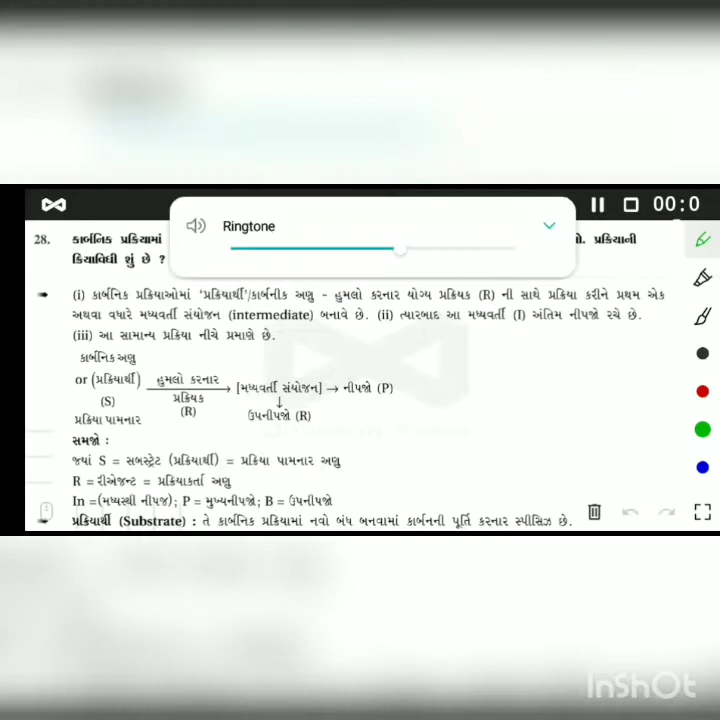 00:0
Ringtone
28. કાર્બનિક પ્રક્રિયામાં
. પ્રક્રિયાની
ક્રિયાવિધી શું છે ?
(i) કાર્બનિક પ્રક્રિયાઓમાં ‘પ્રક્રિયાર્થી’/કાર્બનીક અણુ - હુમલો કરનાર યોગ્ય પ્રક્રિયક (R) ની સાથે પ્રક્રિયા કરીને પ્રથમ એક
અથવા વધારે મધ્યવર્તી સંયોજન (intermediate) બનાવે છે. (ii) ત્યારબાદ આ મધ્યવર્તી (I) અંતિમ નીપજો રચે છે.
(iii) આ સામાન્ય પ્રક્રિયા નીચે પ્રમાણે છે.
કાર્બનિક અણુ
or (પ્રક્રિયાર્થી) હુમલો કરનાર → [મધ્યવર્તી સંયોજન] → નીપજો (P)
(S) પ્રક્રિયક ↓
પ્રક્રિયા પામનાર (R) ઉપનીપજો (R)
સમજો :
જ્યાં S = સબસ્ટ્રેટ (પ્રક્રિયાર્થી) = પ્રક્રિયા પામનાર અણુ
R = રીએજન્ટ = પ્રક્રિયાકર્તા અણુ
In =(મધ્યસ્થી નીપજ); P = મુખ્યનીપજો; B = ઉપનીપજો
પ્રક્રિયાર્થી (Substrate) : તે કાર્બનિક પ્રક્રિયામાં નવો બંધ બનવામાં કાર્બનની પૂર્તિ કરનાર સ્પીસિઝ છે.
InShOt